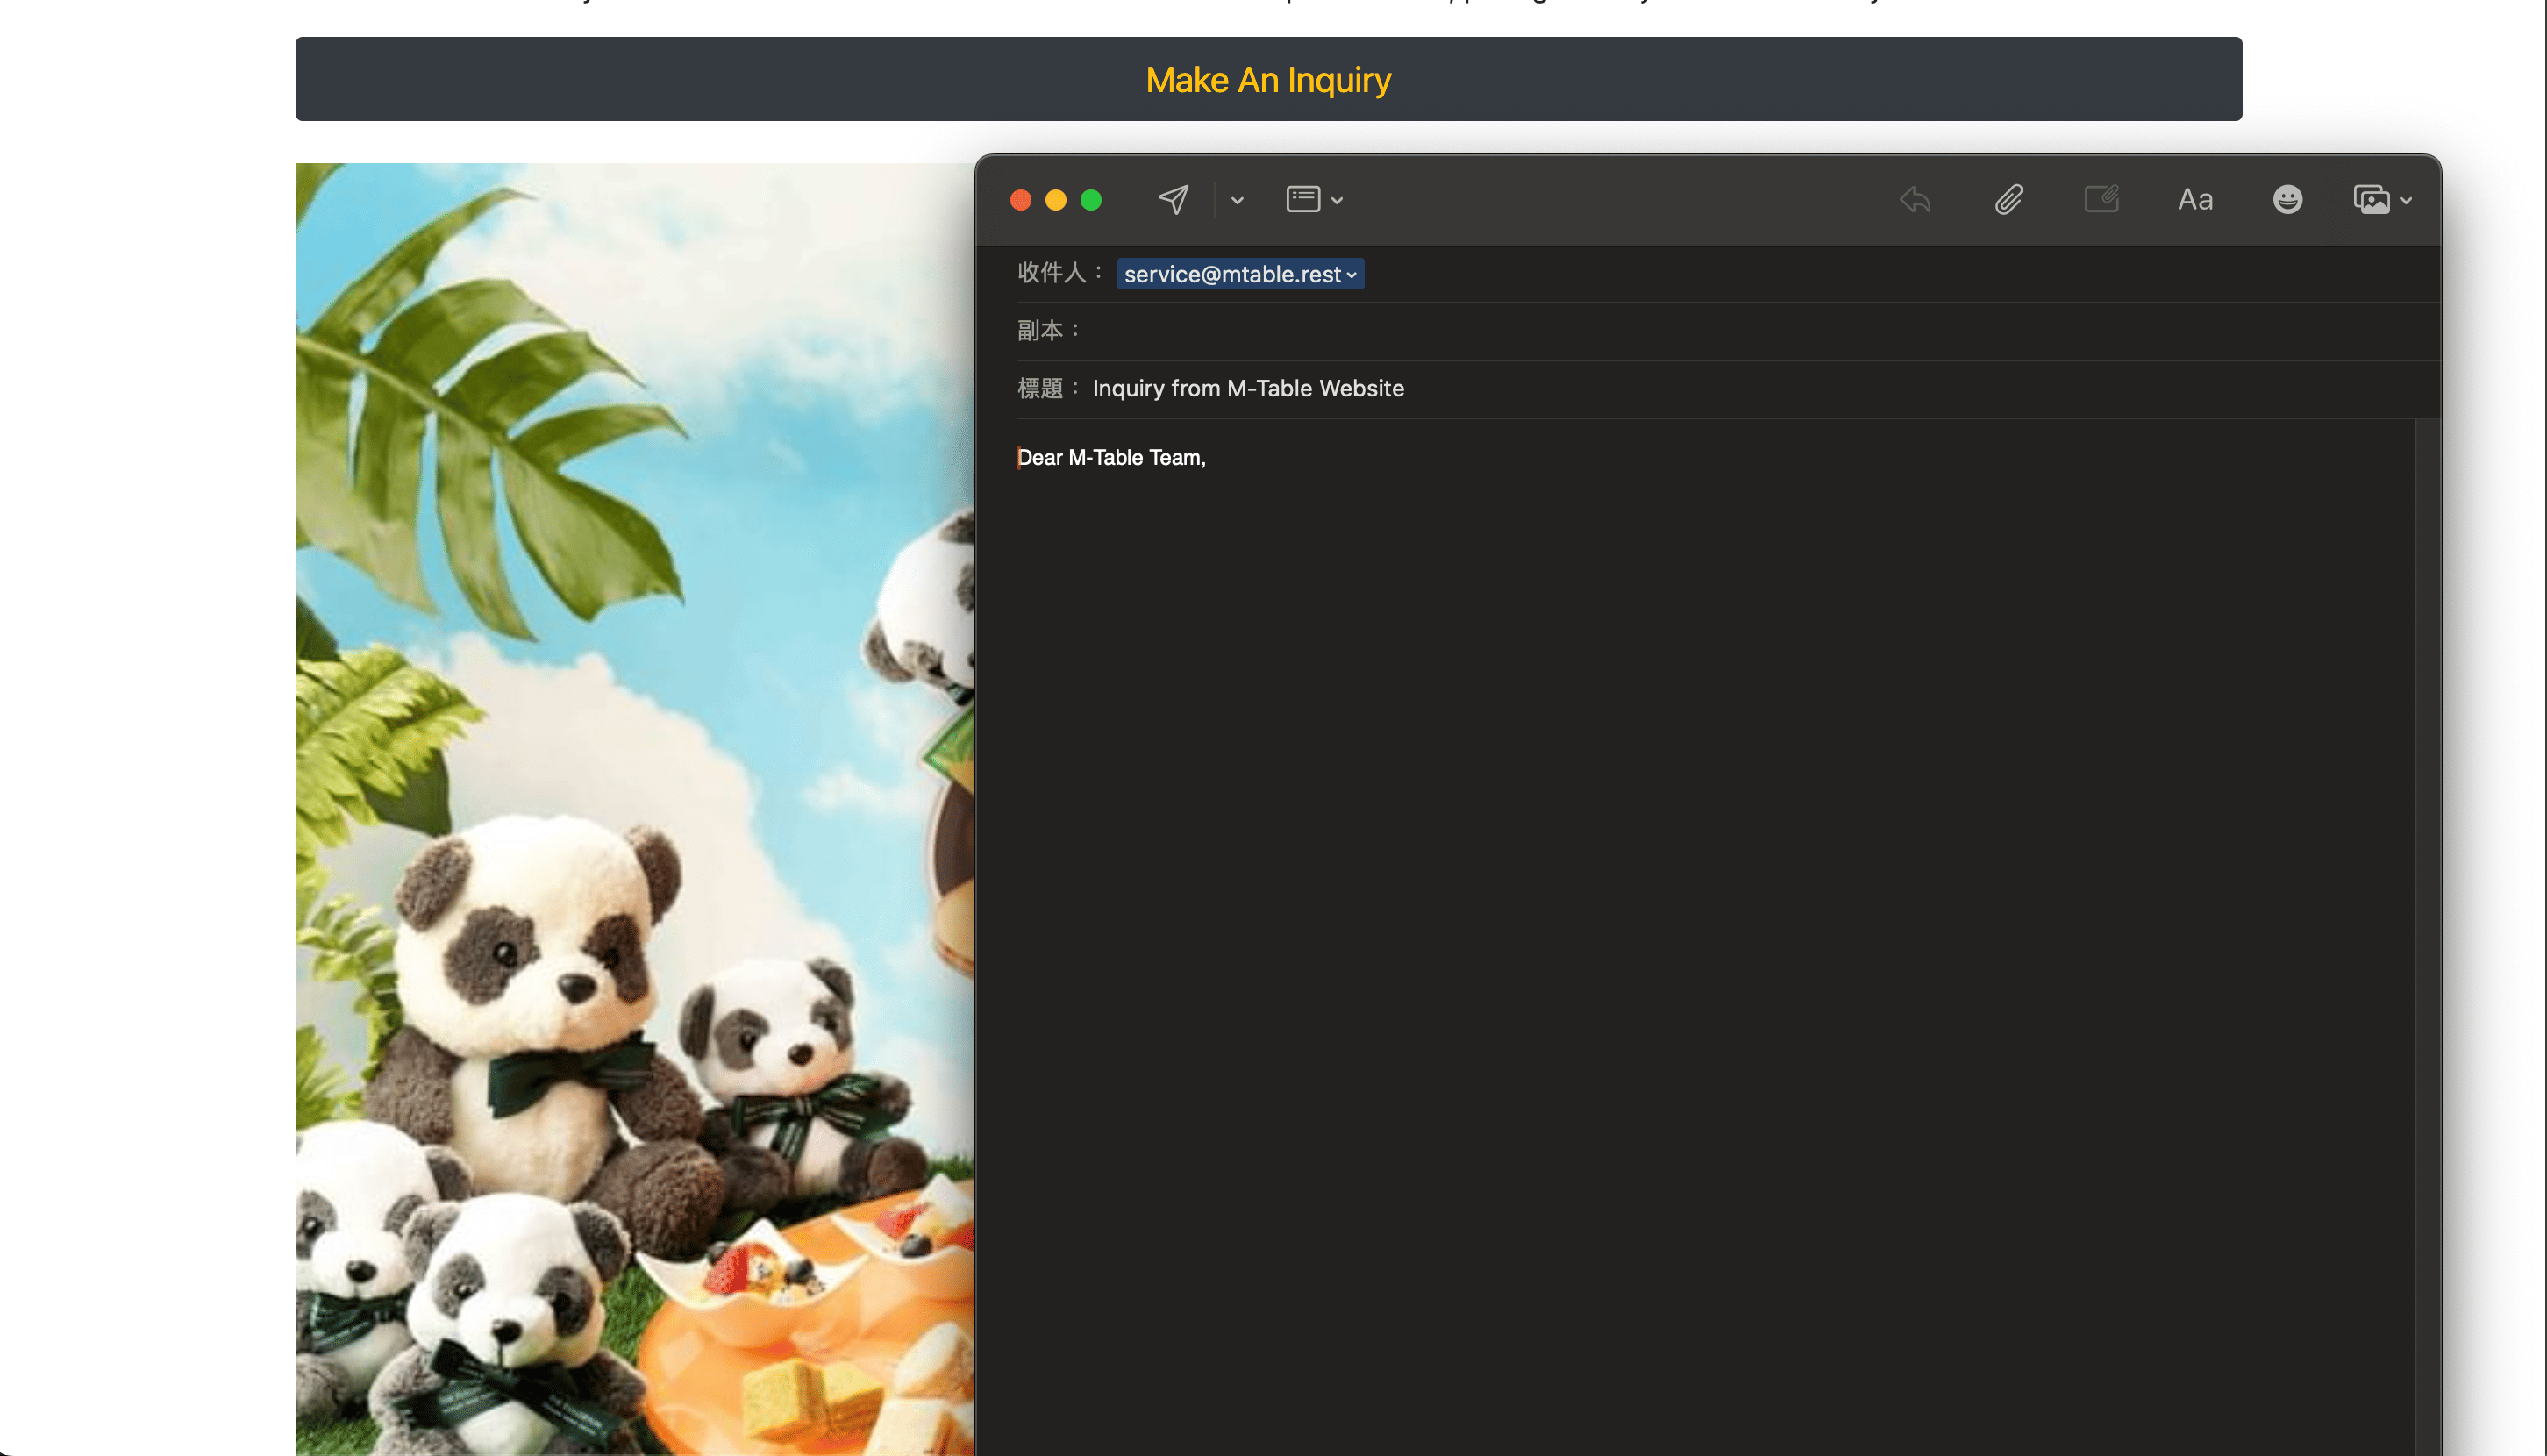 Make An Inquiry
收件人： service@mtable.rest
副本：
標題： Inquiry from M-Table Website
Dear M-Table Team,
Aa